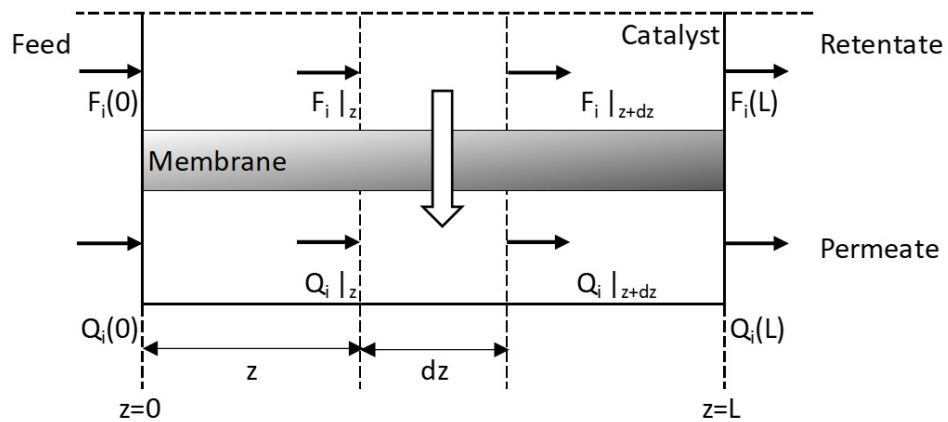 Feed
Catalyst
Retentate
F_i(0)
F_i |_z
F_i |_{z+dz}
F_i(L)
Membrane
Permeate
Q_i |_z
Q_i |_{z+dz}
Q_i(0)
Q_i(L)
z
dz
z=0
z=L